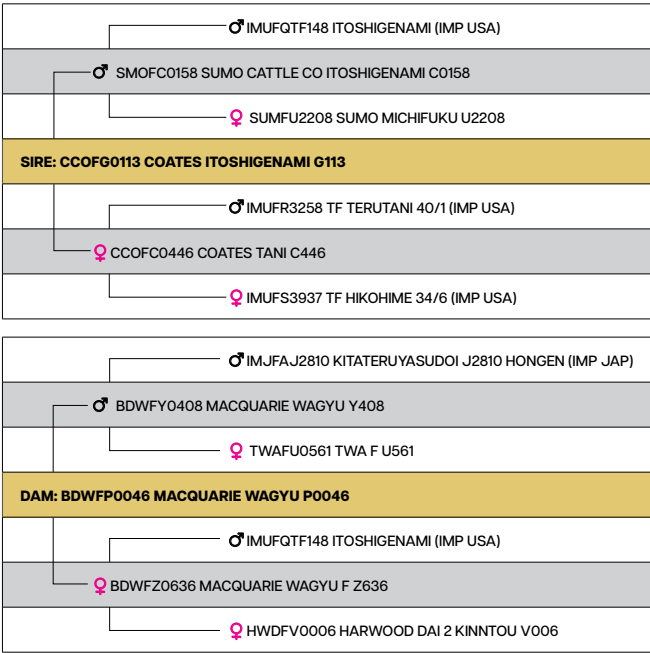 ♂ IMUFQTF148 ITOSHIGENAMI (IMP USA)
♂ SMOFC0158 SUMO CATTLE CO ITOSHIGENAMI C0158
♀ SUMFU2208 SUMO MICHIFUKU U2208
SIRE: CCOFG0113 COATES ITOSHIGENAMI G113
♂ IMUFR3258 TF TERUTANI 40/1 (IMP USA)
♀ CCOFC0446 COATES TANI C446
♀ IMUFS3937 TF HIKOHIME 34/6 (IMP USA)
♂ IMJFAJ2810 KITATERUYASUDOI J2810 HONGEN (IMP JAP)
♂ BDWFY0408 MACQUARIE WAGYU Y408
♀ TWAFU0561 TWA F U561
DAM: BDWFP0046 MACQUARIE WAGYU P0046
♂ IMUFQTF148 ITOSHIGENAMI (IMP USA)
♀ BDWFZ0636 MACQUARIE WAGYU F Z636
♀ HWDFV0006 HARWOOD DAI 2 KINNTOU V006